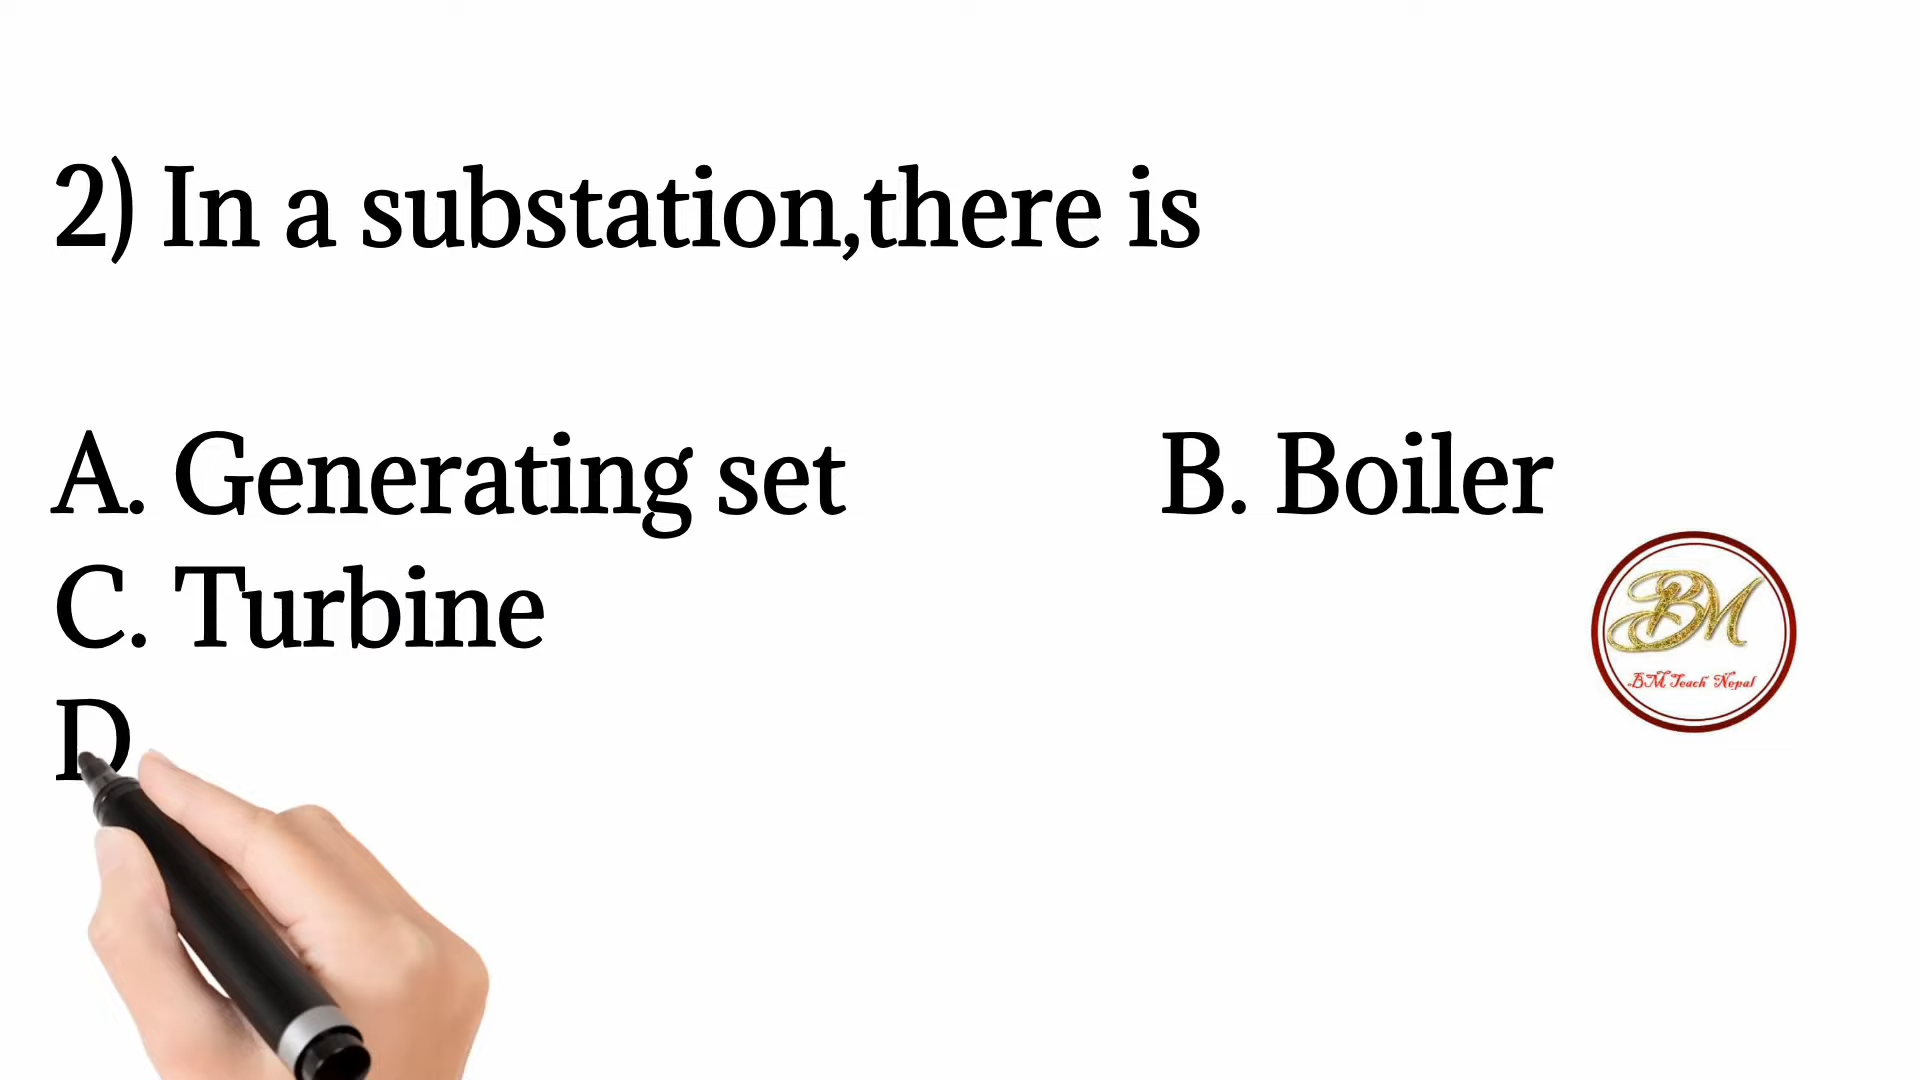 2) In a substation,there is
A. Generating set B. Boiler
C. Turbine
D
BM
BM Teach Nepal